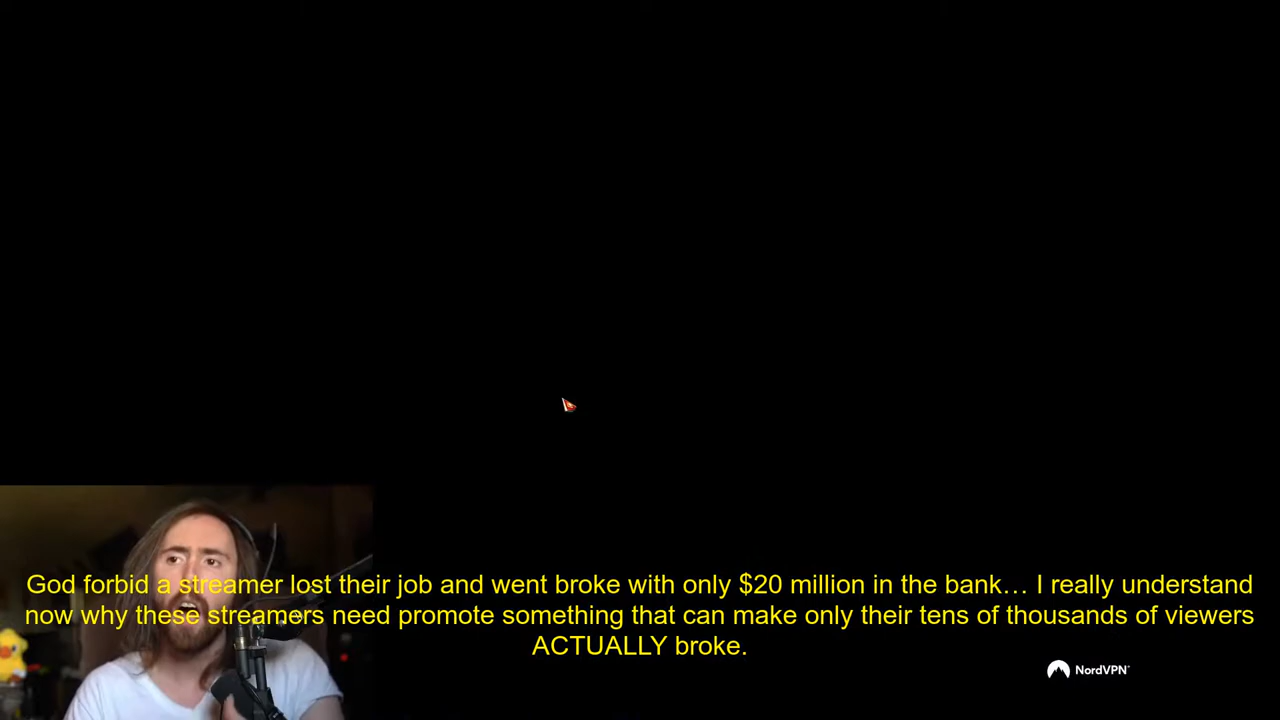 God forbid a streamer lost their job and went broke with only $20 million in the bank… I really understand
now why these streamers need promote something that can make only their tens of thousands of viewers
ACTUALLY broke.
NordVPN